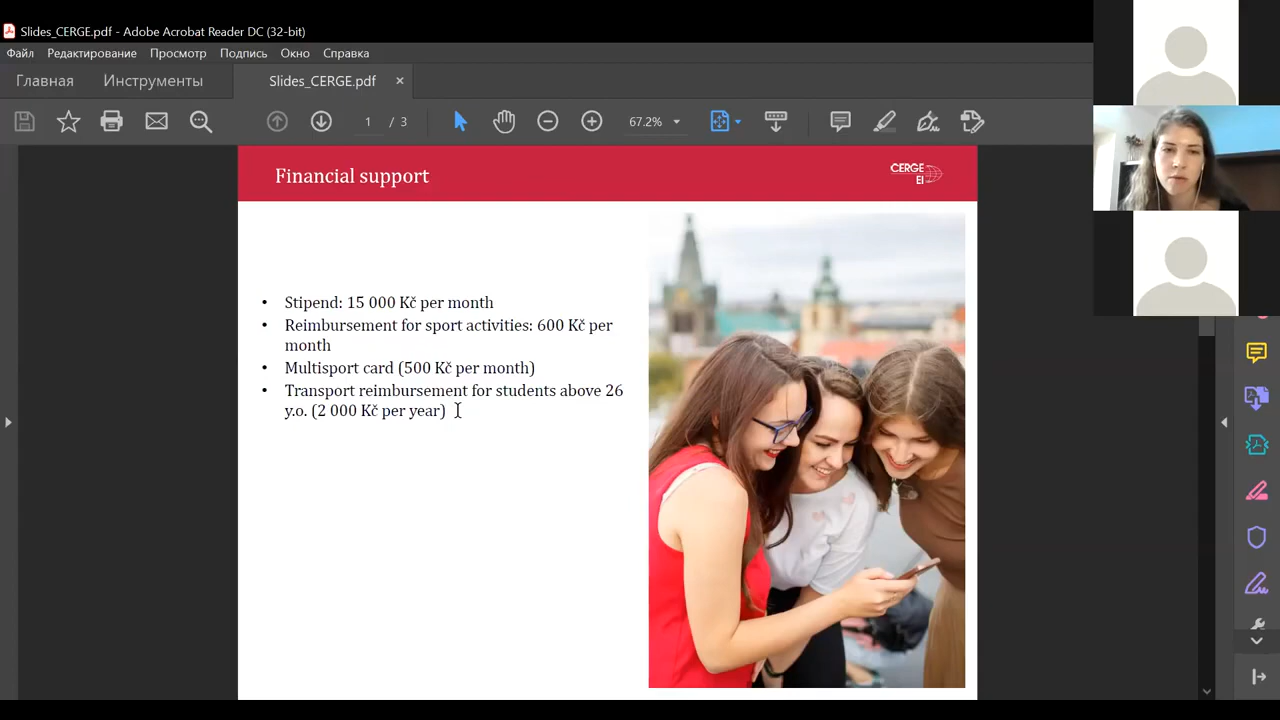 Slides_CERGE.pdf - Adobe Acrobat Reader DC (32-bit)
Файл Редактирование Просмотр Подпись Окно Справка
Главная Инструменты Slides_CERGE.pdf ×
1 / 3 67.2%
Financial support
CERGE
EI
• Stipend: 15 000 Kč per month
• Reimbursement for sport activities: 600 Kč per
month
• Multisport card (500 Kč per month)
• Transport reimbursement for students above 26
y.o. (2 000 Kč per year)